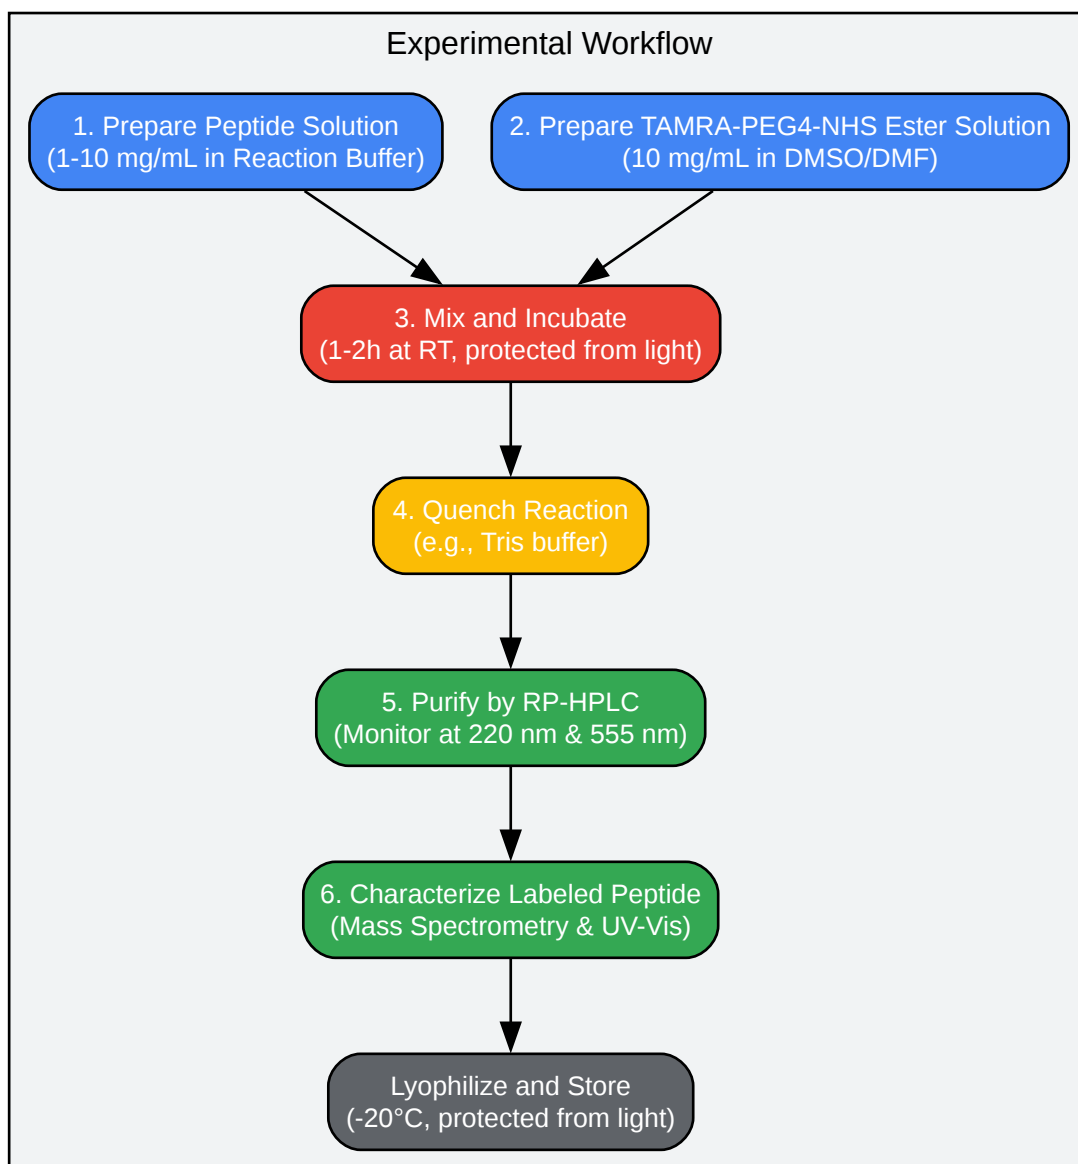 Experimental Workflow
1. Prepare Peptide Solution
(1-10 mg/mL in Reaction Buffer)
2. Prepare TAMRA-PEG4-NHS Ester Solution
(10 mg/mL in DMSO/DMF)
3. Mix and Incubate
(1-2h at RT, protected from light)
4. Quench Reaction
(e.g., Tris buffer)
5. Purify by RP-HPLC
(Monitor at 220 nm & 555 nm)
6. Characterize Labeled Peptide
(Mass Spectrometry & UV-Vis)
Lyophilize and Store
(-20°C, protected from light)